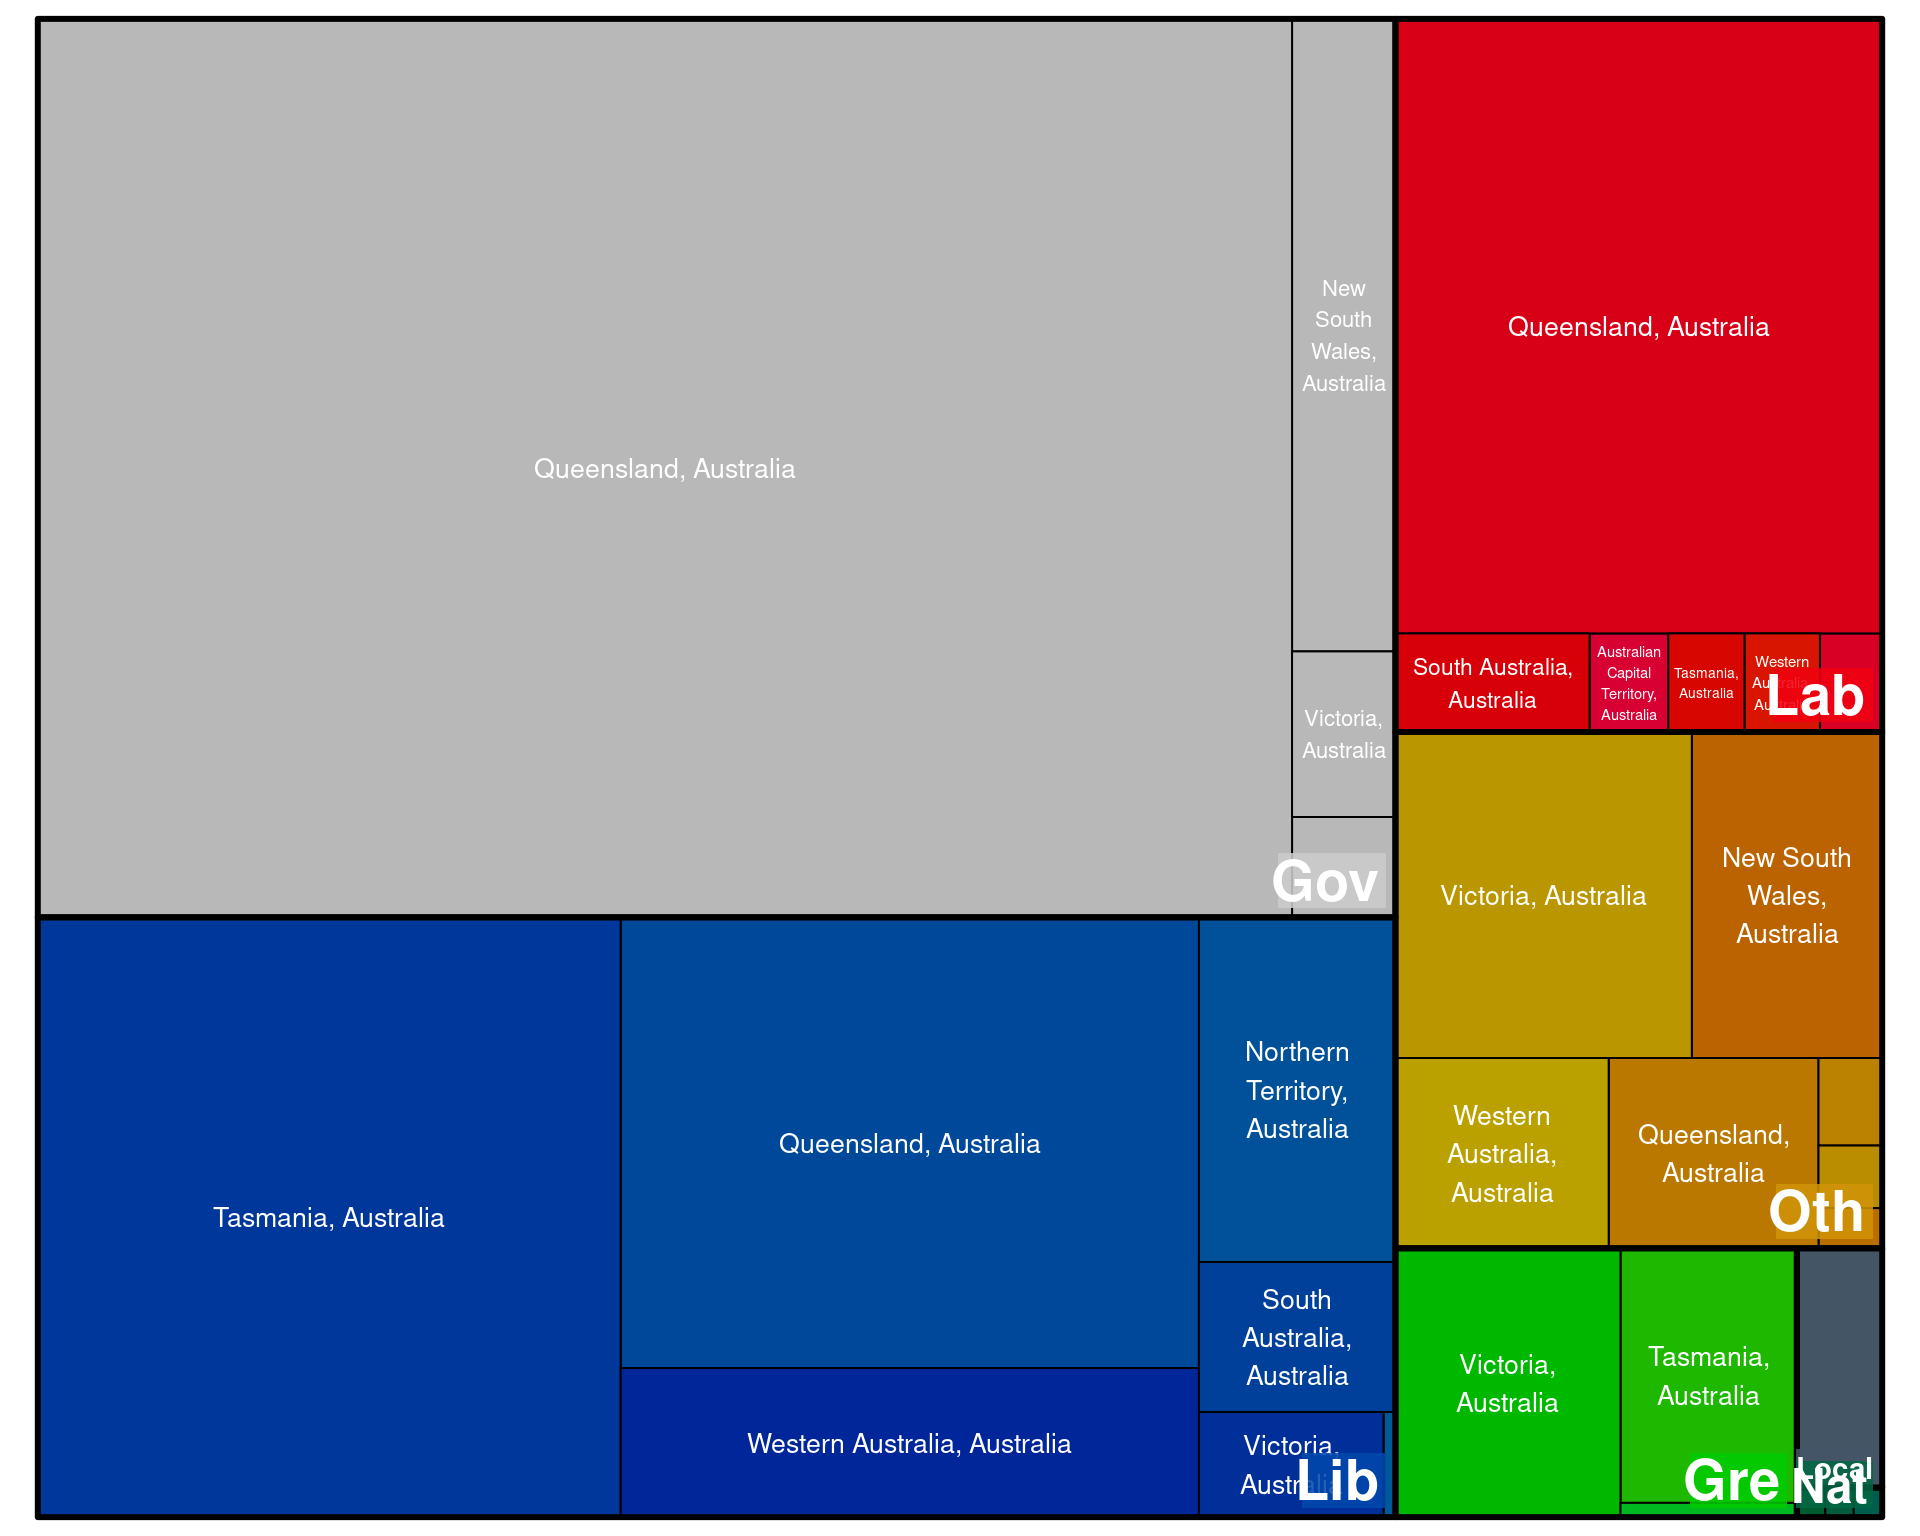 Queensland, Australia
New
South
Wales,
Australia
Victoria,
Australia
Gov
Queensland, Australia
South Australia,
Australia
Australian
Capital
Territory,
Australia
Tasmania,
Australia
Western
Australia,
Australia
Lab
Victoria, Australia
New South
Wales,
Australia
Western
Australia,
Australia
Queensland,
Australia
Oth
Tasmania, Australia
Queensland, Australia
Western Australia, Australia
Northern
Territory,
Australia
South
Australia,
Australia
Victoria,
Australia
Lib
Victoria,
Australia
Tasmania,
Australia
Gre
Local
Nat